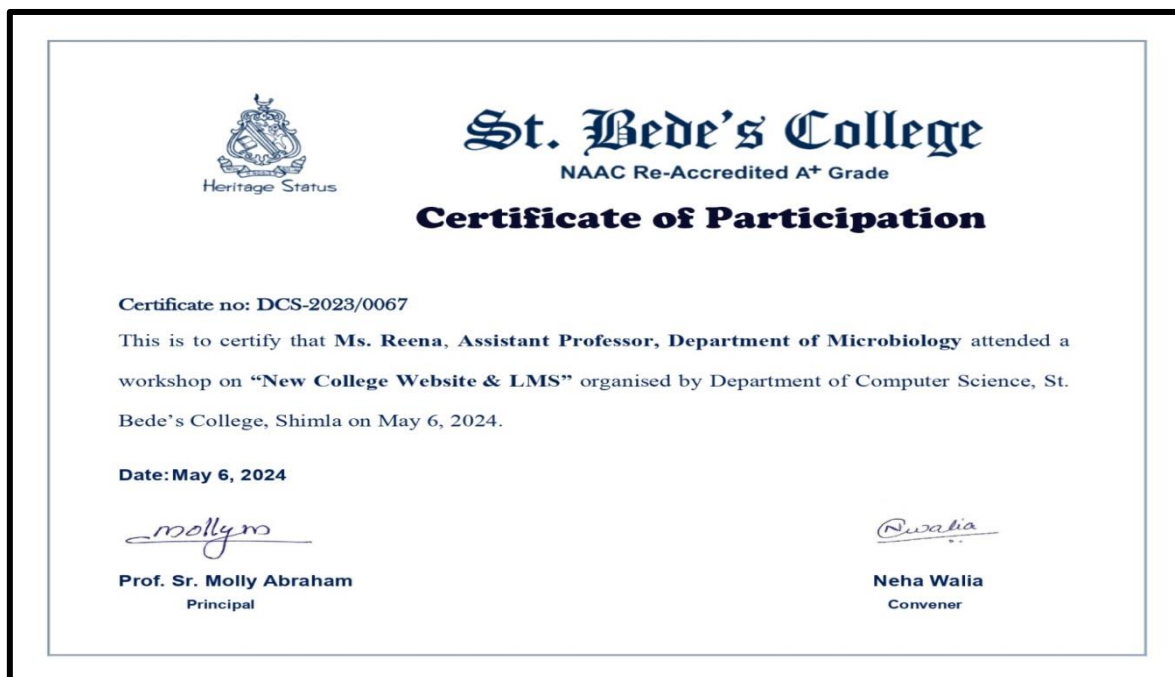 St. Bede's College
NAAC Re-Accredited A+ Grade
Heritage Status
Certificate of Participation
Certificate no: DCS-2023/0067
This is to certify that Ms. Reena, Assistant Professor, Department of Microbiology attended a
workshop on “New College Website & LMS” organised by Department of Computer Science, St.
Bede’s College, Shimla on May 6, 2024.
Date: May 6, 2024
mollym
Nwalia
Prof. Sr. Molly Abraham
Neha Walia
Principal
Convener